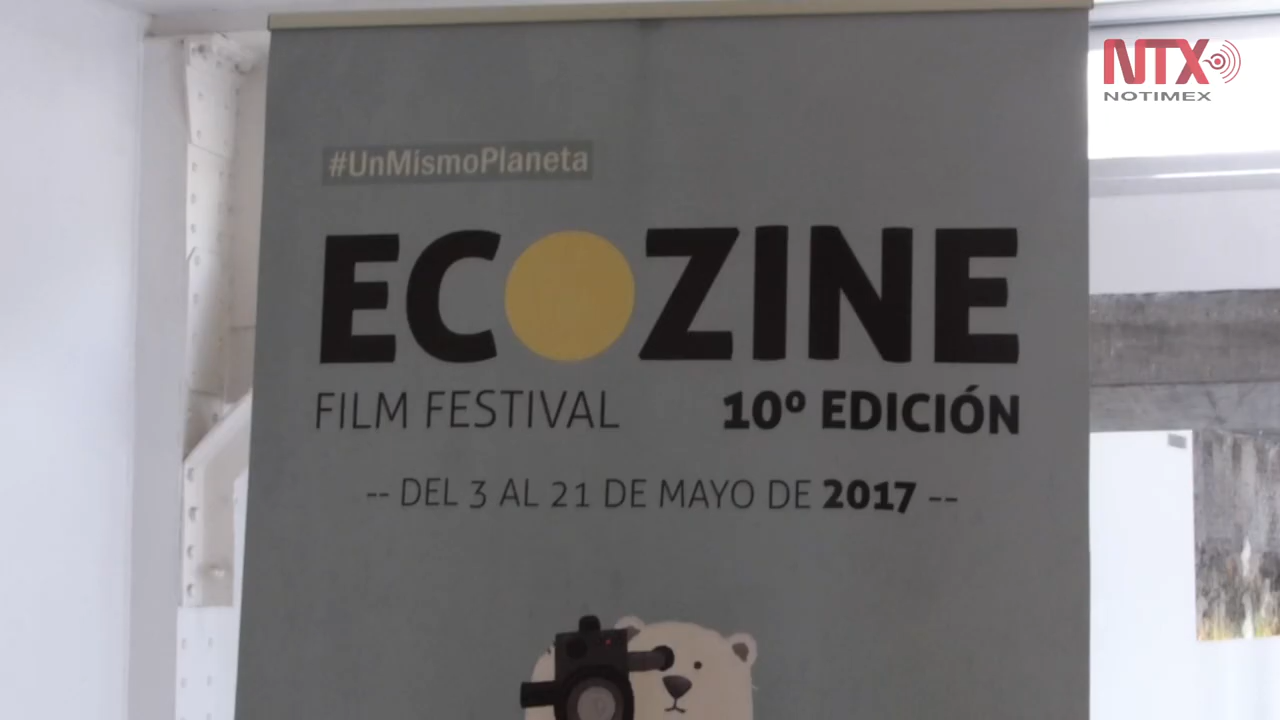 NTX
NOTIMEX
#UnMismoPlaneta
ECOZINE
FILM FESTIVAL 10º EDICIÓN
-- DEL 3 AL 21 DE MAYO DE 2017 --